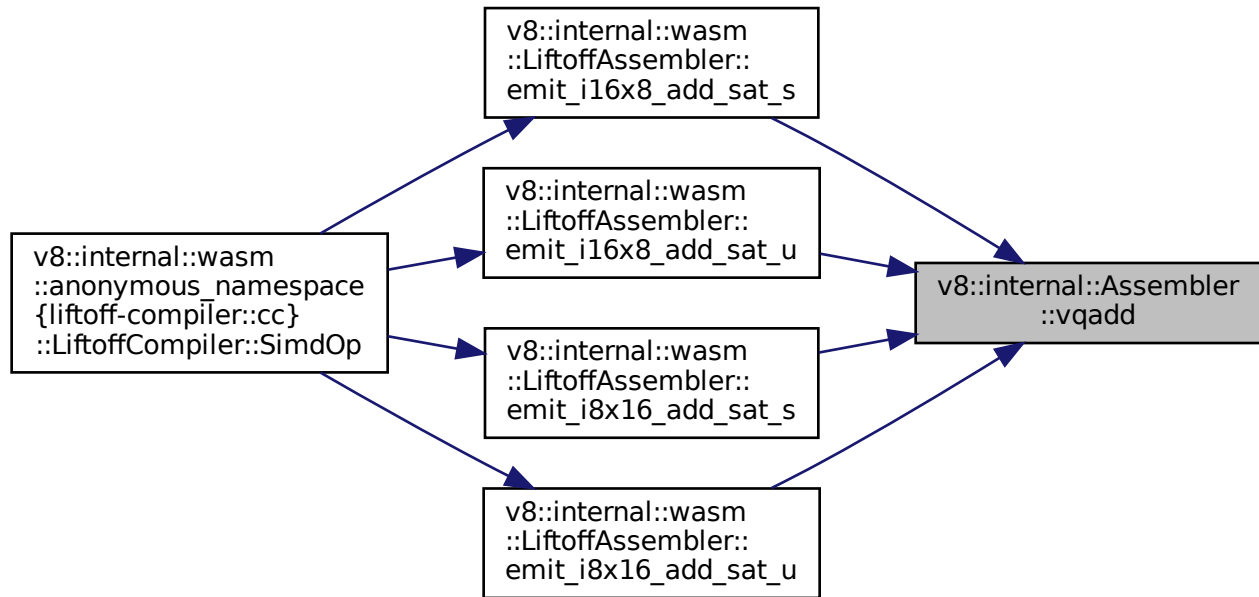 v8::internal::wasm
::LiftoffAssembler::
emit_i16x8_add_sat_s
v8::internal::wasm
::LiftoffAssembler::
emit_i16x8_add_sat_u
v8::internal::wasm
::anonymous_namespace
{liftoff-compiler::cc}
::LiftoffCompiler::SimdOp
v8::internal::Assembler
::vqadd
v8::internal::wasm
::LiftoffAssembler::
emit_i8x16_add_sat_s
v8::internal::wasm
::LiftoffAssembler::
emit_i8x16_add_sat_u